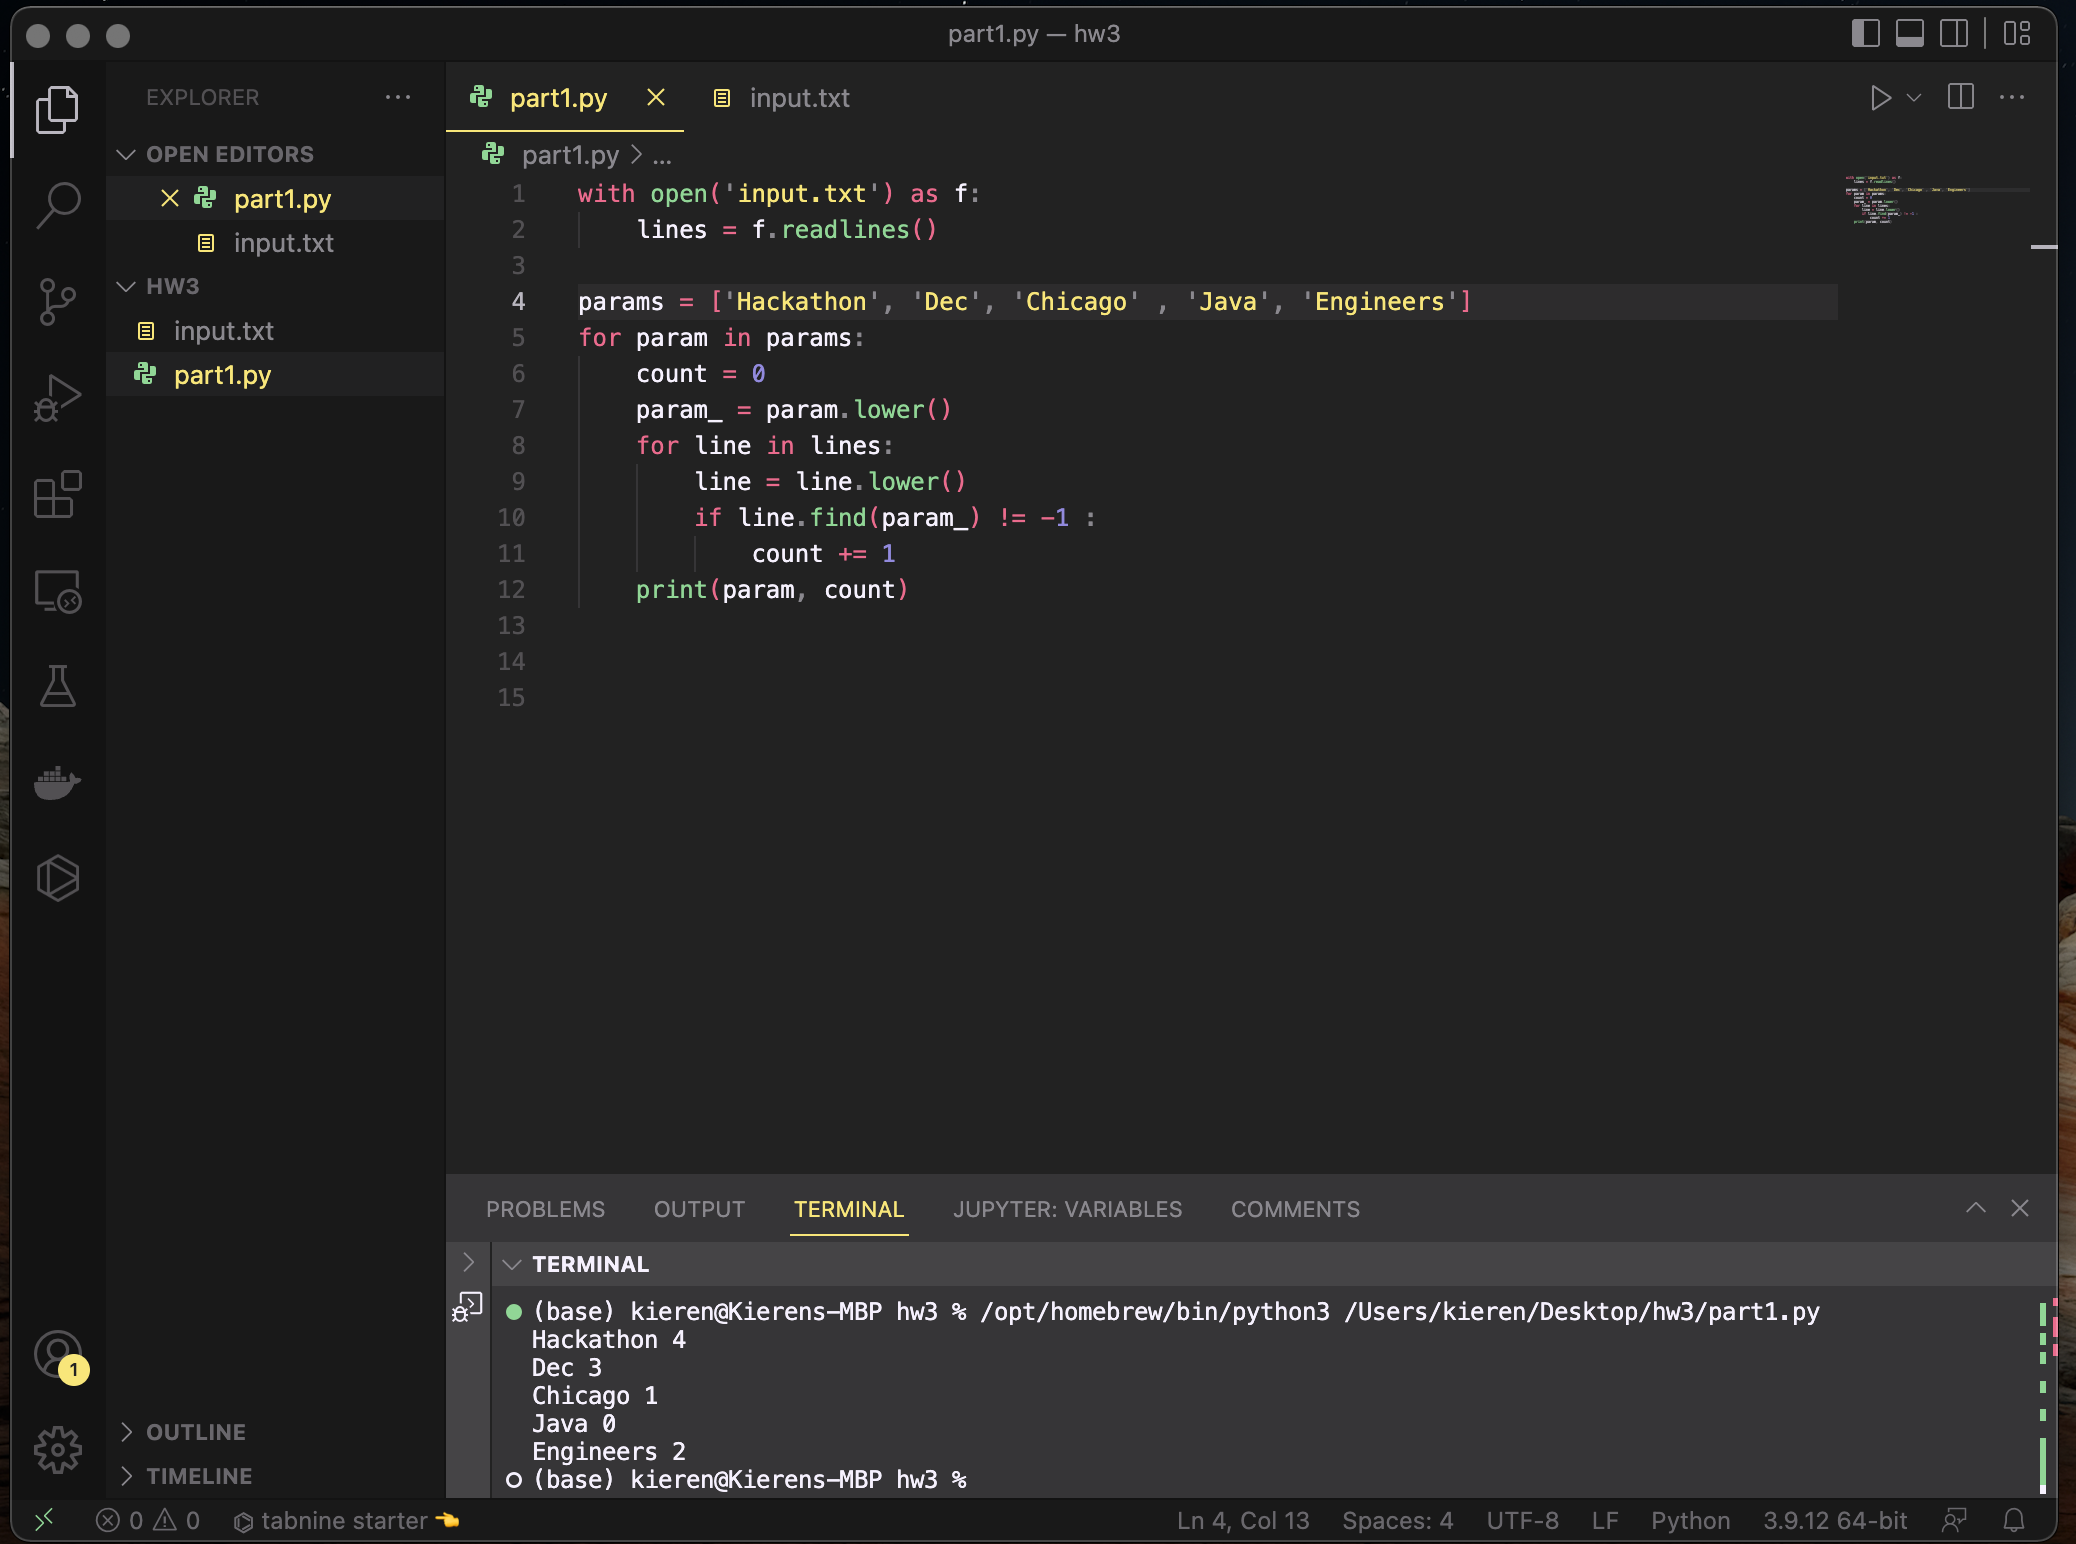 part1.py — hw3
EXPLORER
OPEN EDITORS
part1.py
input.txt
HW3
input.txt
part1.py
OUTLINE
TIMELINE
part1.py
input.txt
part1.py > ...
1 with open('input.txt') as f:
2     lines = f.readlines()
3
4 params = ['Hackathon', 'Dec', 'Chicago' , 'Java', 'Engineers']
5 for param in params:
6     count = 0
7     param_ = param.lower()
8     for line in lines:
9         line = line.lower()
10         if line.find(param_) != -1 :
11             count += 1
12     print(param, count)
13
14
15
PROBLEMS OUTPUT TERMINAL JUPYTER: VARIABLES COMMENTS
TERMINAL
(base) kieren@Kierens-MBP hw3 % /opt/homebrew/bin/python3 /Users/kieren/Desktop/hw3/part1.py
Hackathon 4
Dec 3
Chicago 1
Java 0
Engineers 2
(base) kieren@Kierens-MBP hw3 %
1
0 0 tabnine starter Ln 4, Col 13 Spaces: 4 UTF-8 LF Python 3.9.12 64-bit